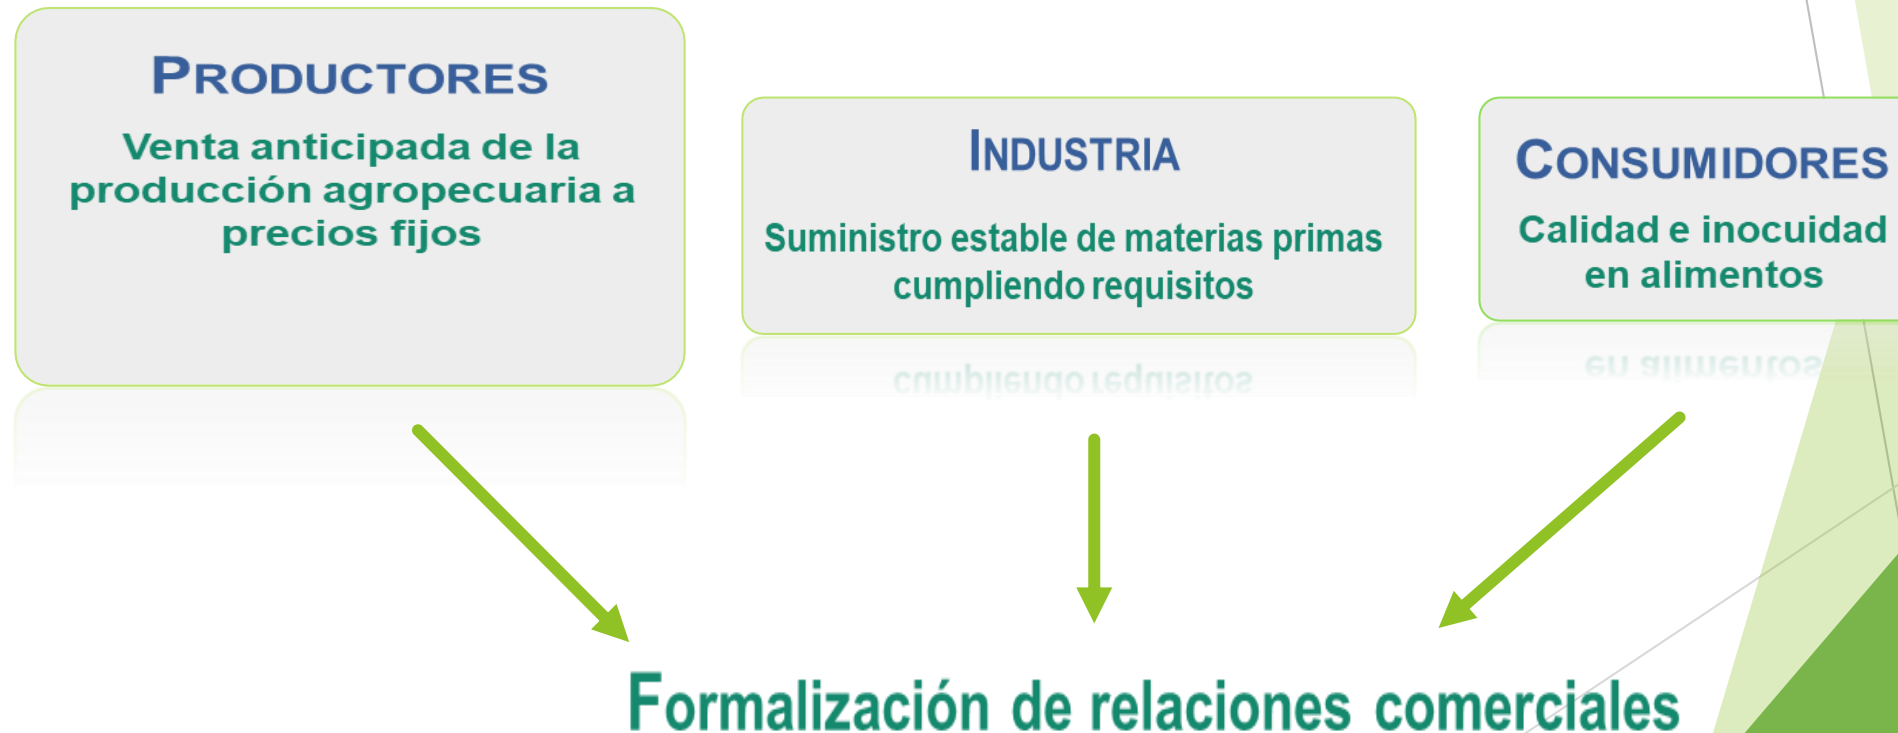 PRODUCTORES
Venta anticipada de la
producción agropecuaria a
precios fijos
INDUSTRIA
Suministro estable de materias primas
cumpliendo requisitos
CONSUMIDORES
Calidad e inocuidad
en alimentos
Formalización de relaciones comerciales